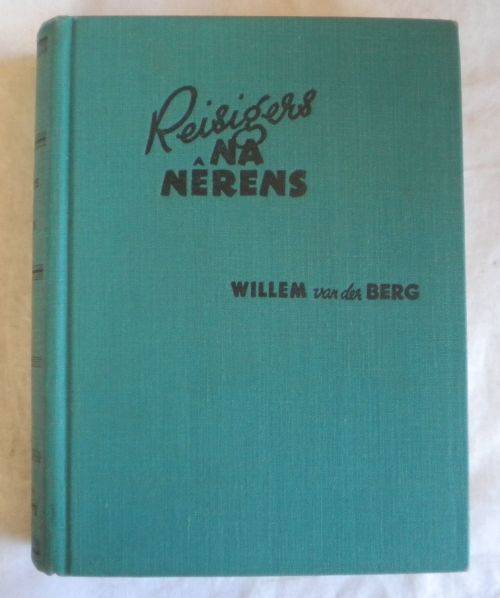 Reisigers
NA
NÊRENS
WILLEM van der BERG